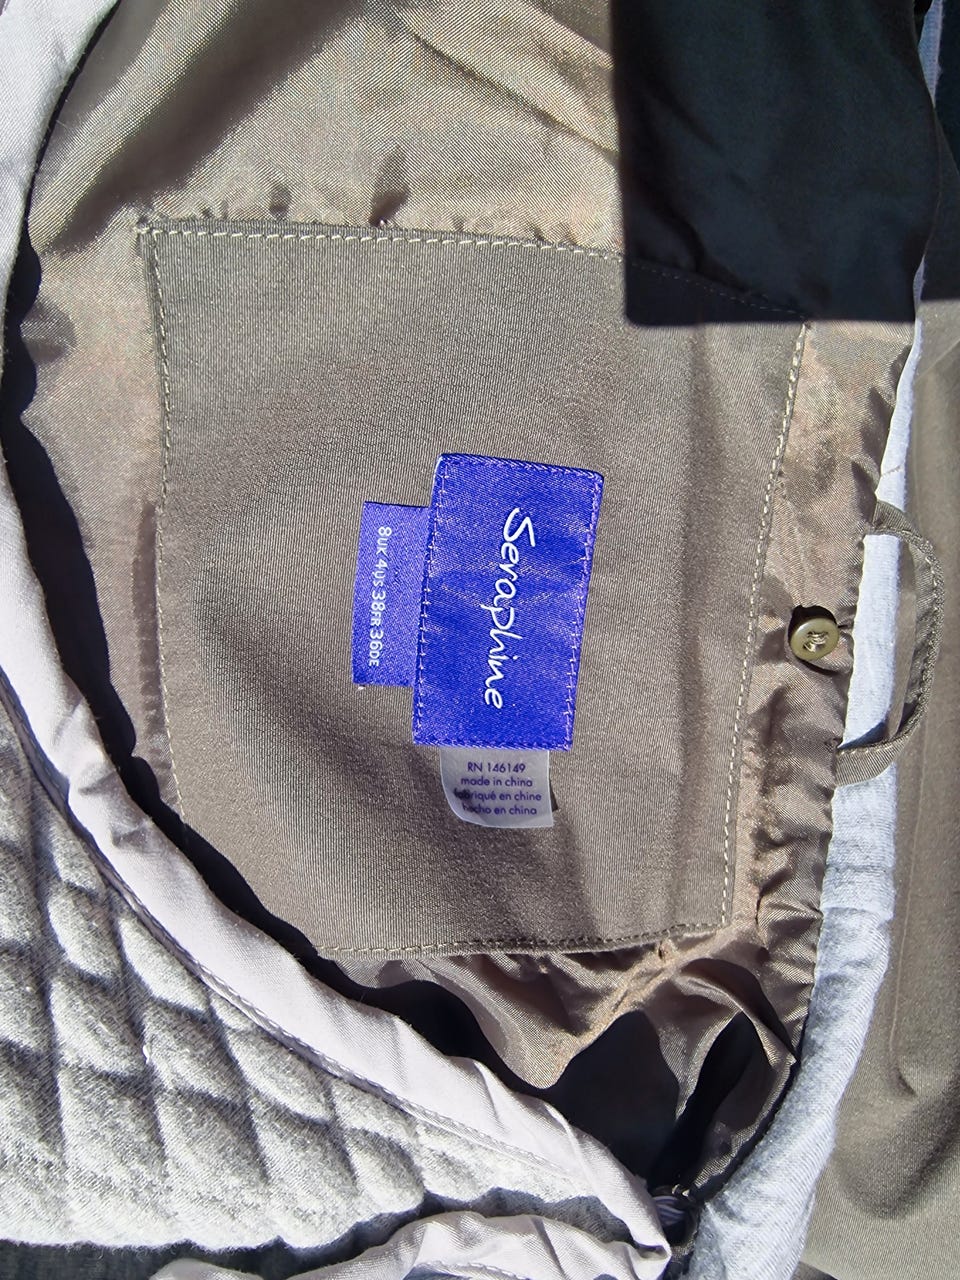 Seraphine
8UK 4US 38FR 36DE
RN 146149
made in china
fabriqué en chine
hecho en china